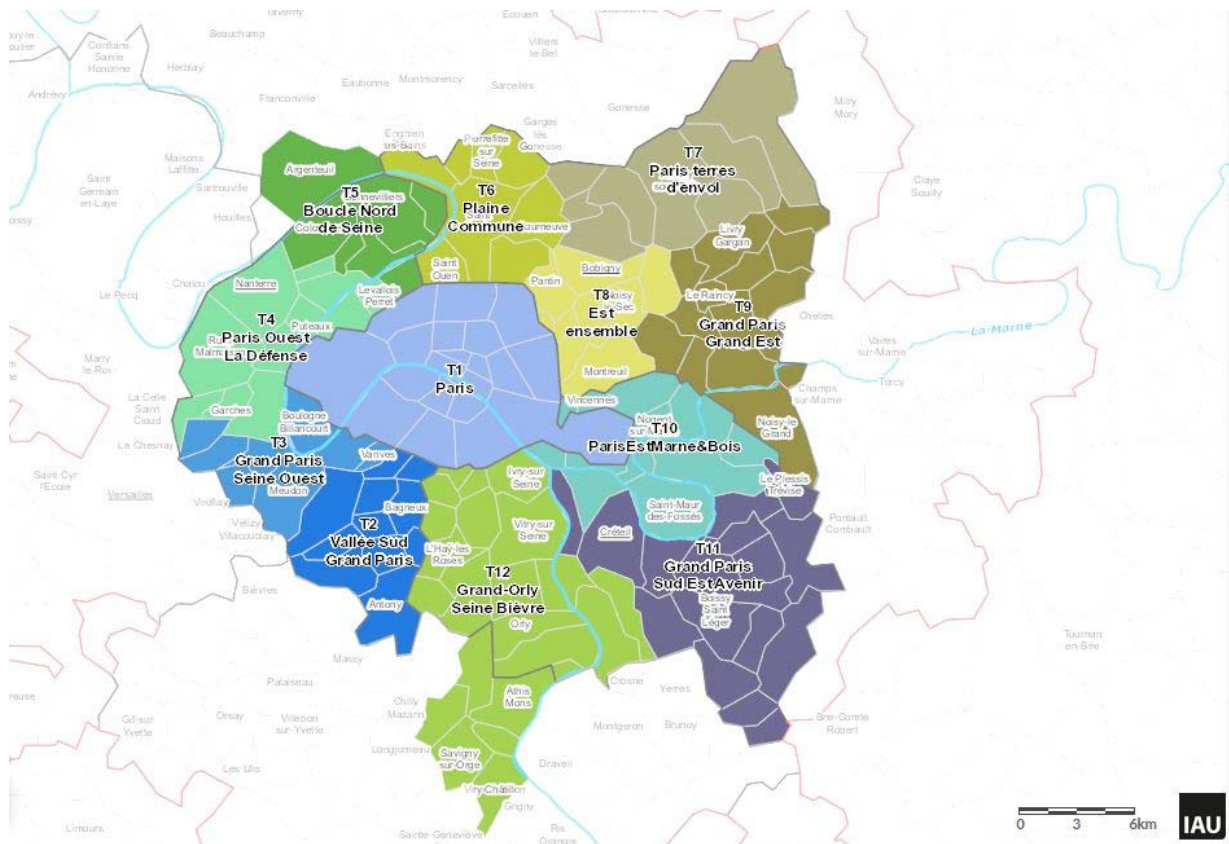 Beauchamp
Villiers
le-Bel
Conflans
Sainte
Honorine
Herblay
Eaubonne
Montmorency
Sarcelles
Andrésy
Franconville
Gonesse
Mitry
Mory
Garges
lès
Gonesse
Enghien
les-Bains
Pierrefitte
sur
Seine
Maisons
Laffitte
Argenteuil
T7
Paris terres
d'envol
Saint
Germain
en-Laye
Sartrouville
Claye
Souilly
T5
Boucle Nord
de Seine
T6
Plaine
Commune
Houilles
Livry
Gargan
Saint
Ouen
Pantin
Bobigny
Chatou
Nanterre
Le Pecq
Levallois
Perret
T8
Est
ensemble
Le Raincy
T9
Grand Paris
Grand Est
Chelles
La Marne
Puteaux
T4
Paris Ouest
La Défense
Vaires
sur-Marne
Marly
le-Roi
T1
Paris
Montreuil
Torcy
Champs
sur-Marne
La Celle
Saint
Cloud
Garches
Vincennes
Boulogne
Billancourt
Noisy-le
Grand
T10
ParisEstMarne&Bois
Le Chesnay
T3
Grand Paris
Seine Ouest
Vanves
Ivry-sur
Seine
Saint-Cyr
l'Ecole
Versailles
Meudon
Le Plessis
Trévise
Viroflay
Bagneux
Saint-Maur
des-Fossés
Vélizy
Villacoublay
Vitry-sur
Seine
Créteil
Pontault
Combault
T2
Vallée Sud
Grand Paris
L'Haÿ-les
Roses
T11
Grand Paris
Sud Est Avenir
T12
Grand-Orly
Seine Bièvre
Bièvres
Antony
Orly
Boissy
Saint
Léger
Tournan
en-Brie
Massy
Palaiseau
Crosne
Yerres
Athis
Mons
Chilly
Mazarin
Gif-sur
Yvette
Orsay
Villebon
sur-Yvette
Montgeron
Brunoy
Brie-Comte
Robert
Longjumeau
Savigny
sur-Orge
Les Ulis
Draveil
Viry-Châtillon
Grigny
Limours
Sainte-Geneviève
Ris
Orangis
0 3 6km
IAU